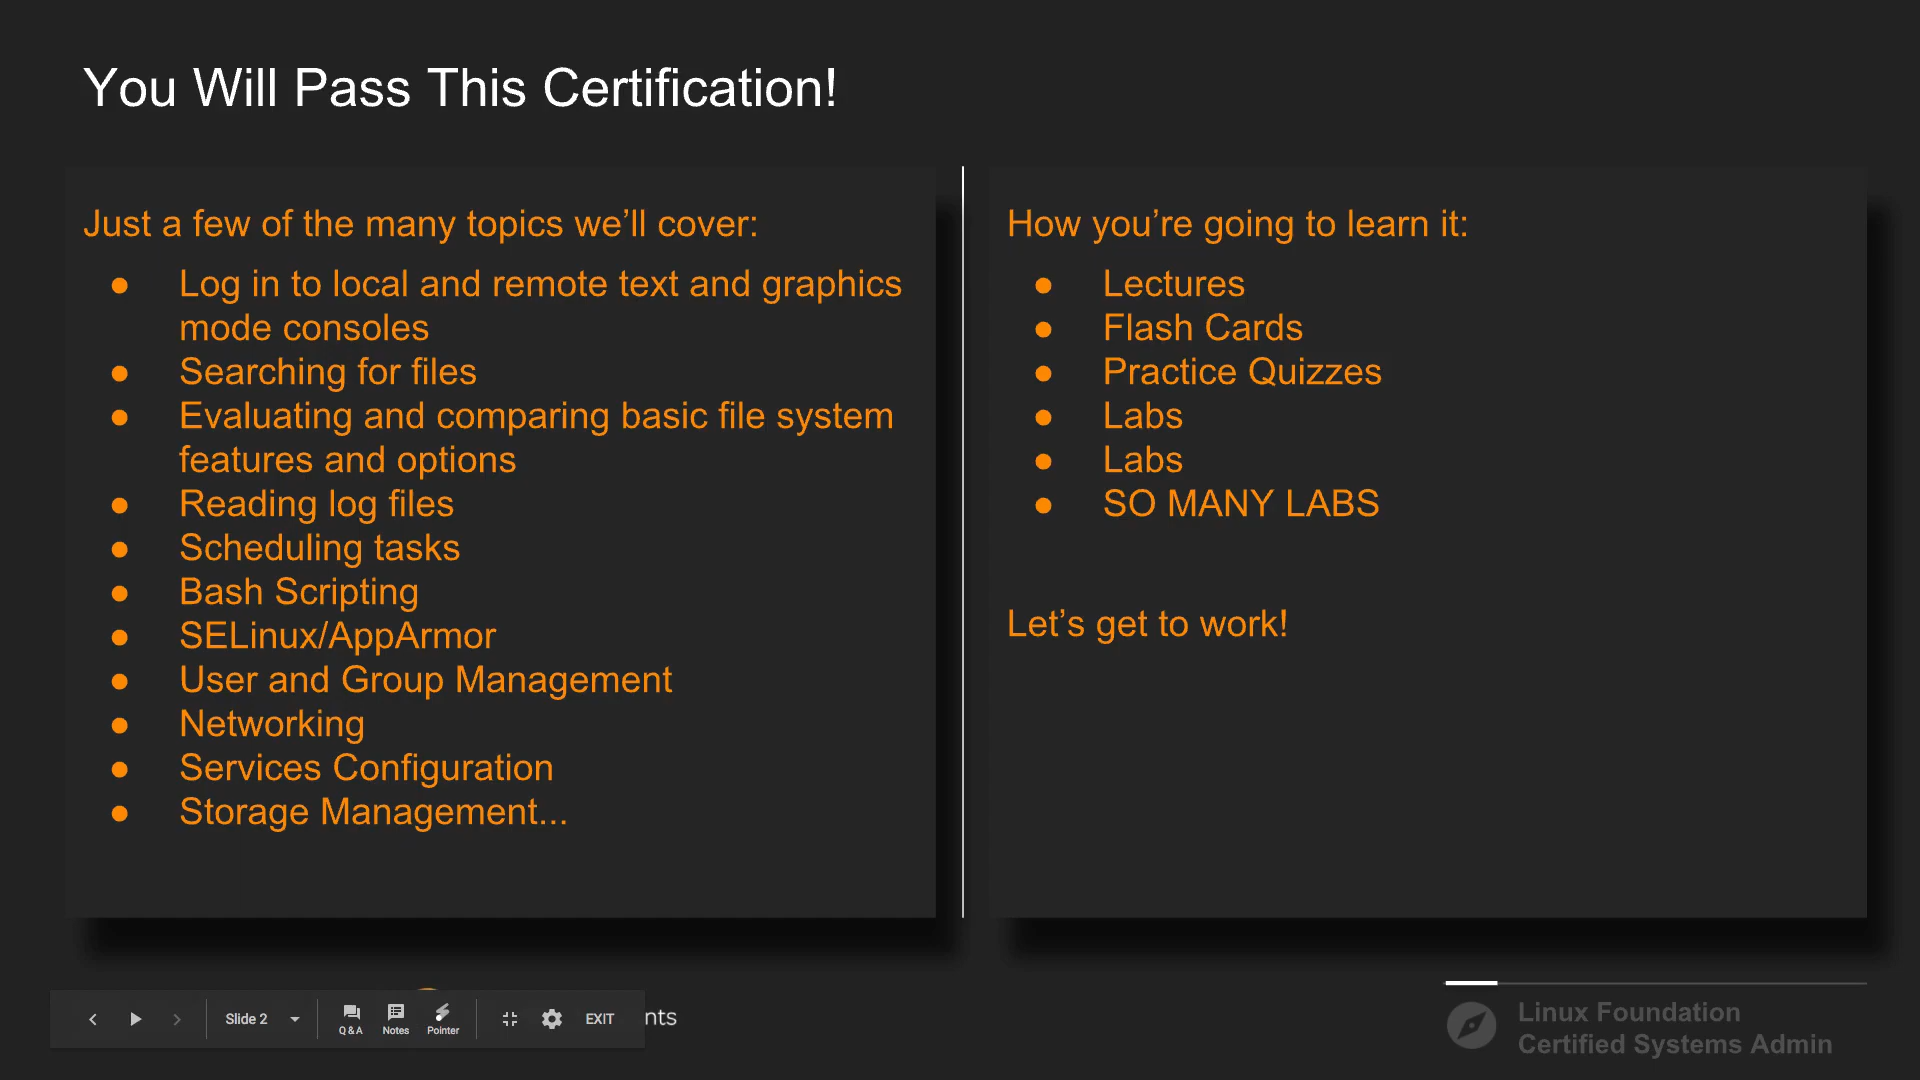 You Will Pass This Certification!
Just a few of the many topics we’ll cover:
● Log in to local and remote text and graphics
mode consoles
● Searching for files
● Evaluating and comparing basic file system
features and options
● Reading log files
● Scheduling tasks
● Bash Scripting
● SELinux/AppArmor
● User and Group Management
● Networking
● Services Configuration
● Storage Management...
How you’re going to learn it:
● Lectures
● Flash Cards
● Practice Quizzes
● Labs
● Labs
● SO MANY LABS
Let’s get to work!
Slide 2
Q & A
Notes
Pointer
EXIT
nts
Linux Foundation
Certified Systems Admin